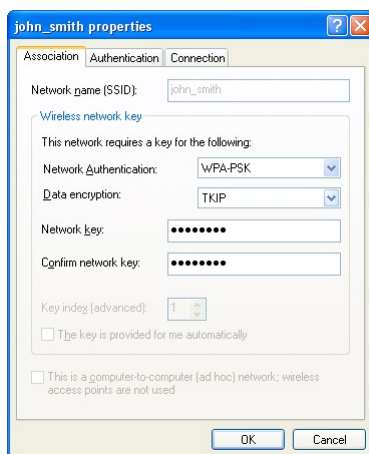 john_smith properties
Association Authentication Connection
Network name (SSID): john_smith
Wireless network key
This network requires a key for the following:
Network Authentication: WPA-PSK
Data encryption: TKIP
Network key: ••••••••
Confirm network key: ••••••••
Key index (advanced): 1
The key is provided for me automatically
This is a computer-to-computer (ad hoc) network; wireless
access points are not used
OK Cancel